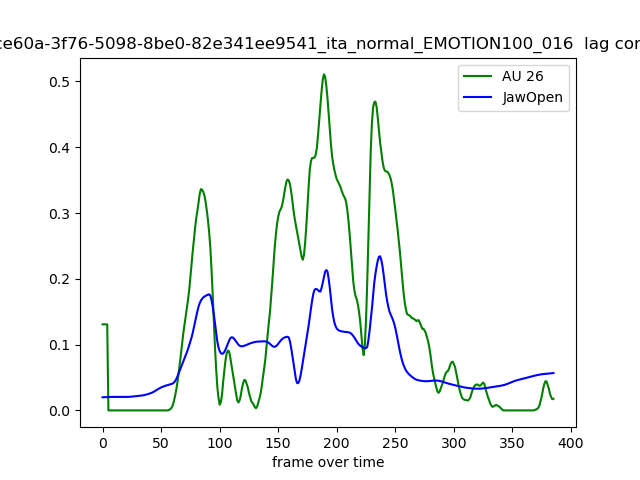 ce60a-3f76-5098-8be0-82e341ee9541_ita_normal_EMOTION100_016 lag cor
AU 26
JawOpen
0.5
0.4
0.3
0.2
0.1
0.0
0 50 100 150 200 250 300 350 400
frame over time